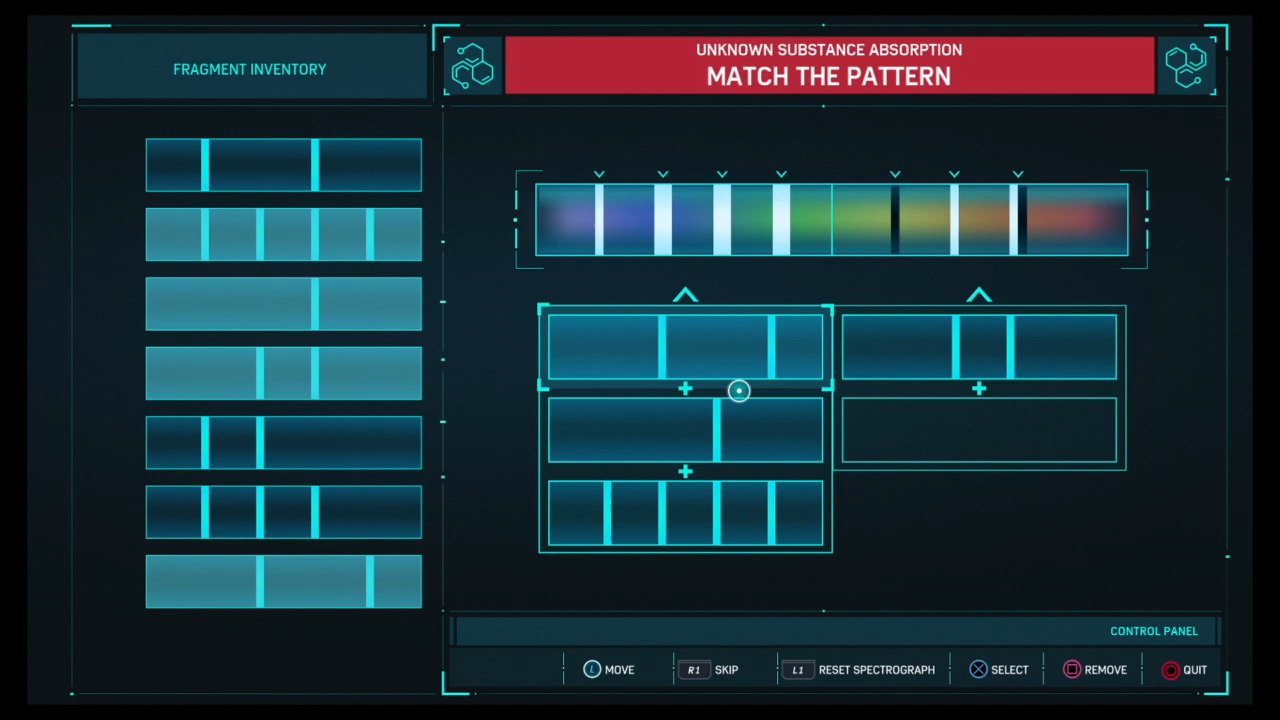 FRAGMENT INVENTORY
UNKNOWN SUBSTANCE ABSORPTION
MATCH THE PATTERN
CONTROL PANEL
L MOVE
R1 SKIP
L1 RESET SPECTROGRAPH
SELECT
REMOVE
QUIT